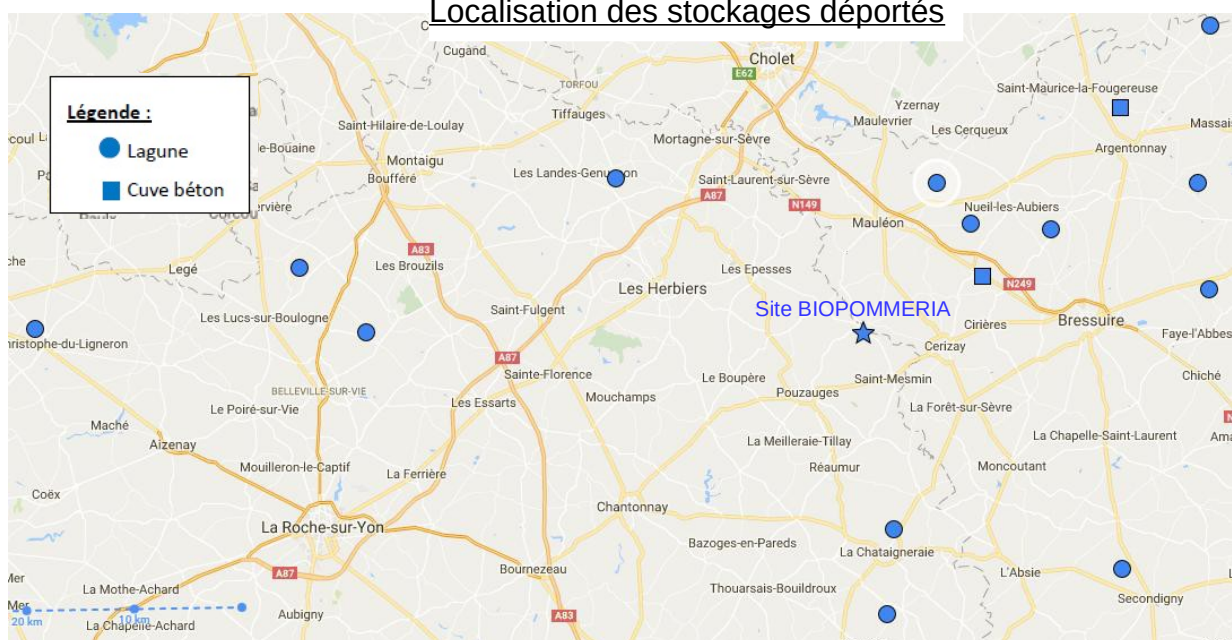 Localisation des stockages déportés
Cugand
Cholet
E62
TORFOU
Saint-Maurice-la-Fougereuse
Légende :
Lagune
Cuve béton
Yzernay
Tiffauges
Saint-Hilaire-de-Loulay
Maulevrier
Les Cerqueux
Massais
Mortagne-sur-Sèvre
Argentonnay
Montaigu
Boufféré
Saint-Laurent-sur-Sèvre
A87
N149
Nueil-les-Aubiers
Mauléon
A83
Legé
Les Brouzils
Les Epesses
Les Herbiers
N249
Site BIOPOMMERIA
Saint-Fulgent
Les Lucs-sur-Boulogne
Bressuire
Cirières
Faye-l'Abbes
Cerizay
A87
Sainte-Florence
Le Boupère
Saint-Mesmin
Chiché
BELLEVILLE-SUR-VIE
Mouchamps
Pouzauges
Les Essarts
La Forêt-sur-Sèvre
Le Poiré-sur-Vie
Maché
La Chapelle-Saint-Laurent
Aizenay
La Meilleraie-Tillay
Mouilleron-le-Captif
La Ferrière
Réaumur
Moncoutant
Coëx
Chantonnay
La Roche-sur-Yon
Bazoges-en-Pareds
La Chataigneraie
Bournezeau
A87
L'Absie
La Mothe-Achard
Thouarsais-Bouildroux
Secondigny
20 km
10 km
La Chapelle-Achard
Aubigny
A83